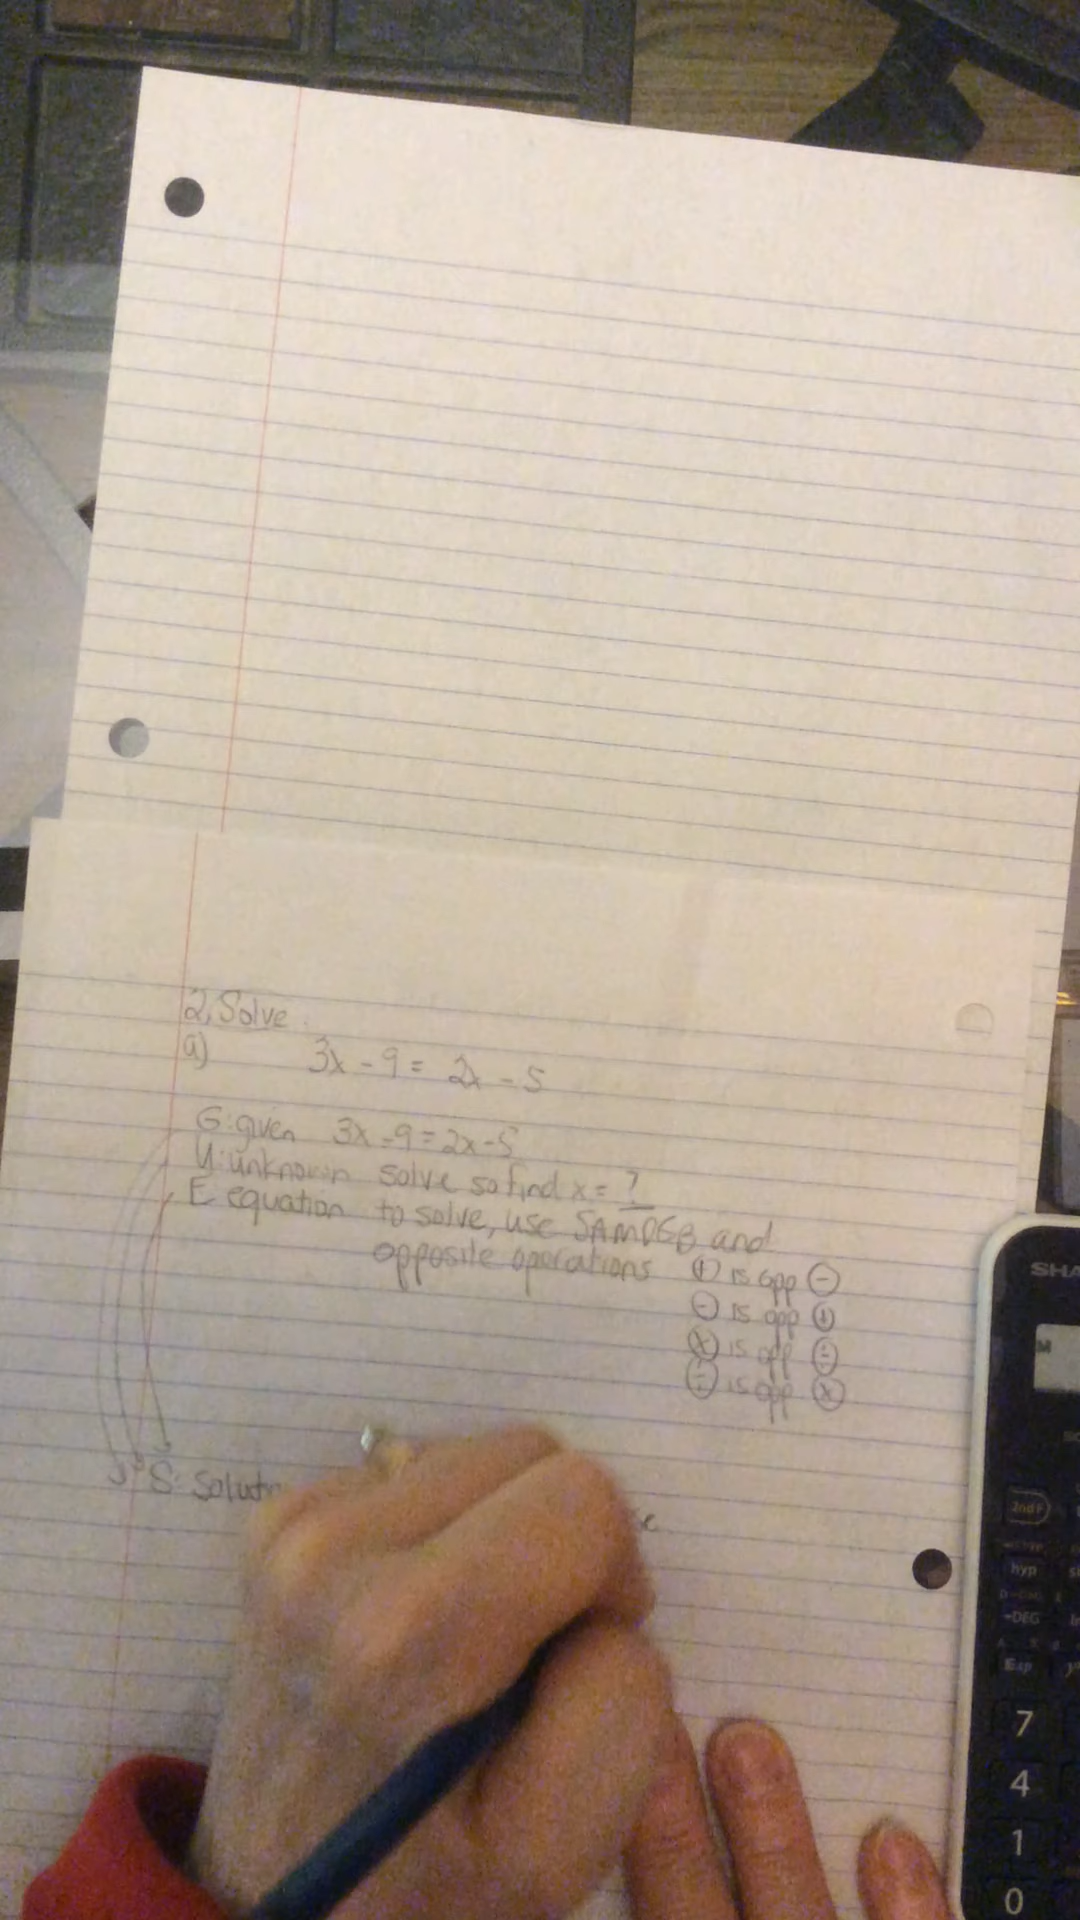 2, Solve
a) 3x - 9 = 2x - 5
G: given 3x - 9 = 2x - 5
U: unknown solve so find x = ?
E equation to solve, use SAMDEB and
opposite operations + is opp -
- is opp +
x is opp ÷
÷ is opp x
S:
SHA
M
2ndF
hyp
Exp
7
4
1
0